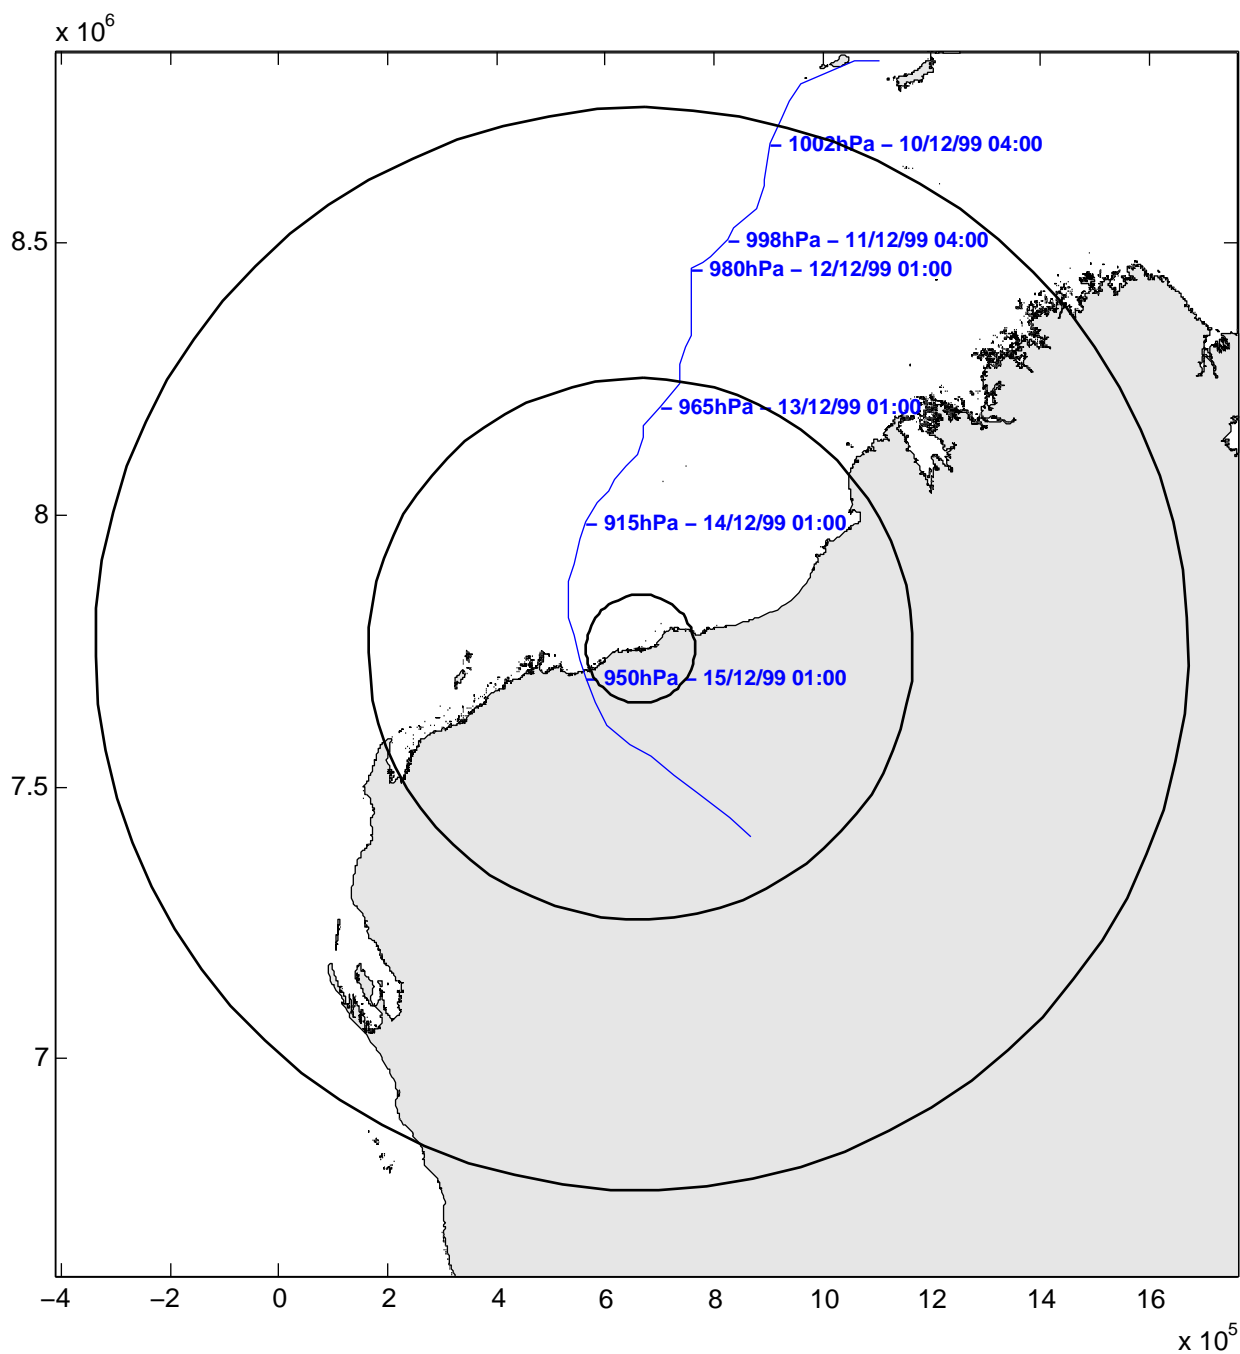 x 10^6
– 1002hPa – 10/12/99 04:00
8.5
– 998hPa – 11/12/99 04:00
– 980hPa – 12/12/99 01:00
– 965hPa – 13/12/99 01:00
8
– 915hPa – 14/12/99 01:00
– 950hPa – 15/12/99 01:00
7.5
7
−4 −2 0 2 4 6 8 10 12 14 16
x 10^5